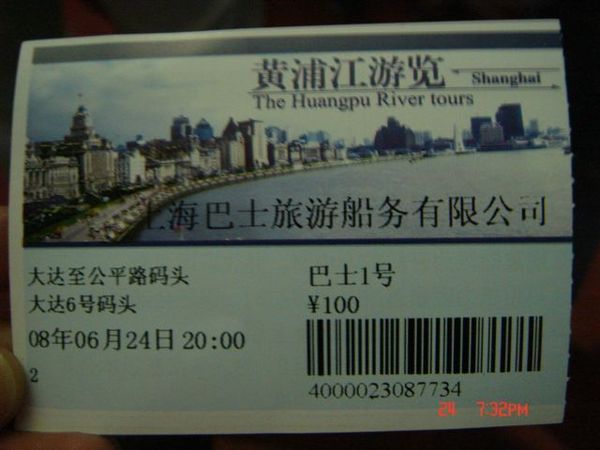 黄浦江游览
Shanghai
The Huangpu River tours
上海巴士旅游船务有限公司
大达至公平路码头
巴士1号
大达6号码头
¥100
08年06月24日 20:00
2
4000023087734
24 7:32PM